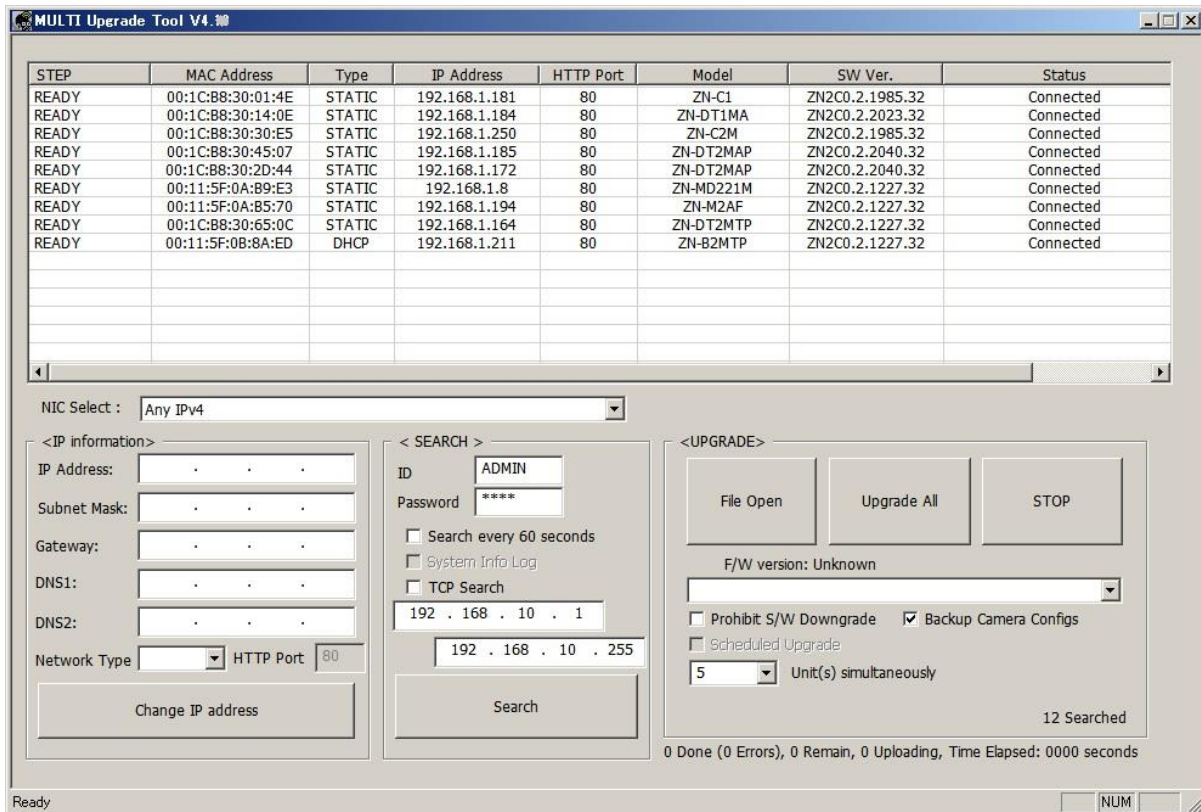 MULTI Upgrade Tool V4.
STEP MAC Address Type IP Address HTTP Port Model SW Ver. Status
READY 00:1C:B8:30:01:4E STATIC 192.168.1.181 80 ZN-C1 ZN2C0.2.1985.32 Connected
READY 00:1C:B8:30:14:0E STATIC 192.168.1.184 80 ZN-DT1MA ZN2C0.2.2023.32 Connected
READY 00:1C:B8:30:30:E5 STATIC 192.168.1.250 80 ZN-C2M ZN2C0.2.1985.32 Connected
READY 00:1C:B8:30:45:07 STATIC 192.168.1.185 80 ZN-DT2MAP ZN2C0.2.2040.32 Connected
READY 00:1C:B8:30:2D:44 STATIC 192.168.1.172 80 ZN-DT2MAP ZN2C0.2.2040.32 Connected
READY 00:11:5F:0A:B9:E3 STATIC 192.168.1.8 80 ZN-MD221M ZN2C0.2.1227.32 Connected
READY 00:11:5F:0A:B5:70 STATIC 192.168.1.194 80 ZN-M2AF ZN2C0.2.1227.32 Connected
READY 00:1C:B8:30:65:0C STATIC 192.168.1.164 80 ZN-DT2MTP ZN2C0.2.1227.32 Connected
READY 00:11:5F:0B:8A:ED DHCP 192.168.1.211 80 ZN-B2MTP ZN2C0.2.1227.32 Connected
NIC Select : Any IPv4
<IP information>
IP Address: . . .
Subnet Mask: . . .
Gateway: . . .
DNS1: . . .
DNS2: . . .
Network Type HTTP Port 80
Change IP address
< SEARCH >
ID ADMIN
Password ****
Search every 60 seconds
System Info Log
TCP Search
192 . 168 . 10 . 1
192 . 168 . 10 . 255
Search
<UPGRADE>
File Open Upgrade All STOP
F/W version: Unknown
Prohibit S/W Downgrade Backup Camera Configs
Scheduled Upgrade
5 Unit(s) simultaneously
12 Searched
0 Done (0 Errors), 0 Remain, 0 Uploading, Time Elapsed: 0000 seconds
Ready NUM